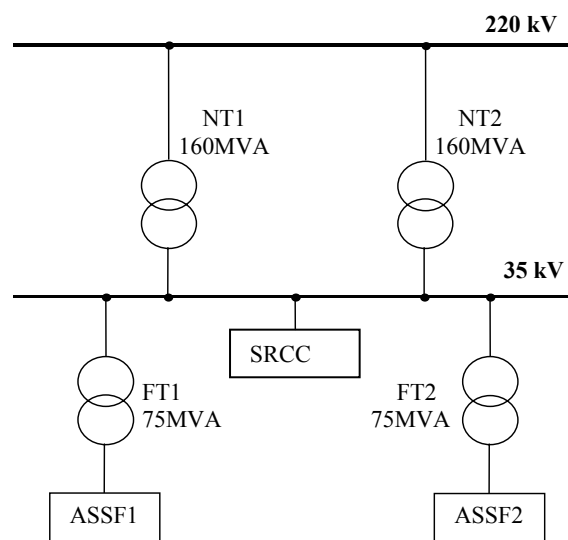 220 kV
NT1
160MVA
NT2
160MVA
35 kV
SRCC
FT1
75MVA
FT2
75MVA
ASSF1
ASSF2